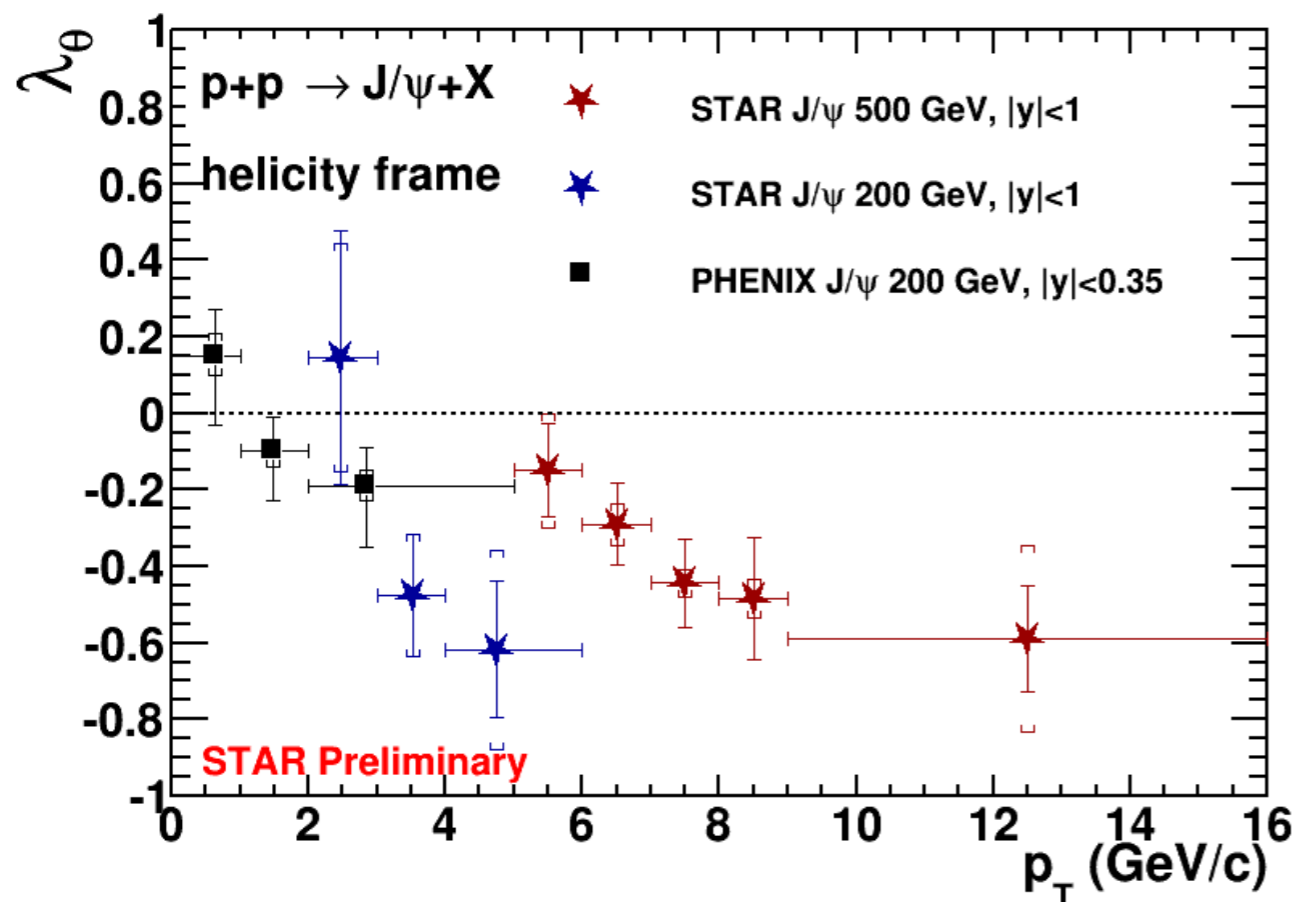 λθ
p+p → J/ψ+X
helicity frame
STAR J/ψ 500 GeV, |y|<1
STAR J/ψ 200 GeV, |y|<1
PHENIX J/ψ 200 GeV, |y|<0.35
STAR Preliminary
1
0.8
0.6
0.4
0.2
0
-0.2
-0.4
-0.6
-0.8
-1
0 2 4 6 8 10 12 14 16
pT (GeV/c)